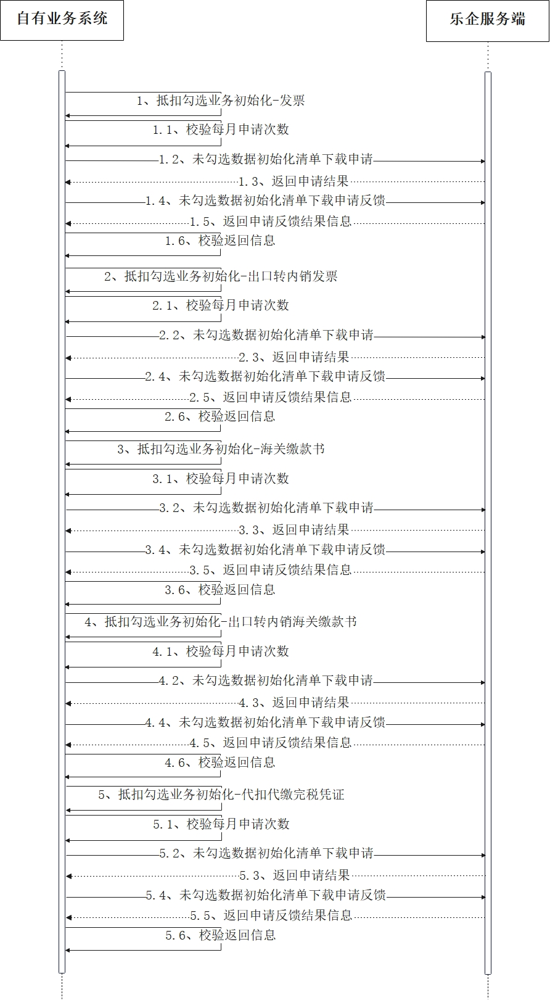 自有业务系统
乐企服务端
1、抵扣勾选业务初始化-发票
1.1、校验每月申请次数
1.2、未勾选数据初始化清单下载申请
1.3、返回申请结果
1.4、未勾选数据初始化清单下载申请反馈
1.5、返回申请反馈结果信息
1.6、校验返回信息
2、抵扣勾选业务初始化-出口转内销发票
2.1、校验每月申请次数
2.2、未勾选数据初始化清单下载申请
2.3、返回申请结果
2.4、未勾选数据初始化清单下载申请反馈
2.5、返回申请反馈结果信息
2.6、校验返回信息
3、抵扣勾选业务初始化-海关缴款书
3.1、校验每月申请次数
3.2、未勾选数据初始化清单下载申请
3.3、返回申请结果
3.4、未勾选数据初始化清单下载申请反馈
3.5、返回申请反馈结果信息
3.6、校验返回信息
4、抵扣勾选业务初始化-出口转内销海关缴款书
4.1、校验每月申请次数
4.2、未勾选数据初始化清单下载申请
4.3、返回申请结果
4.4、未勾选数据初始化清单下载申请反馈
4.5、返回申请反馈结果信息
4.6、校验返回信息
5、抵扣勾选业务初始化-代扣代缴完税凭证
5.1、校验每月申请次数
5.2、未勾选数据初始化清单下载申请
5.3、返回申请结果
5.4、未勾选数据初始化清单下载申请反馈
5.5、返回申请反馈结果信息
5.6、校验返回信息